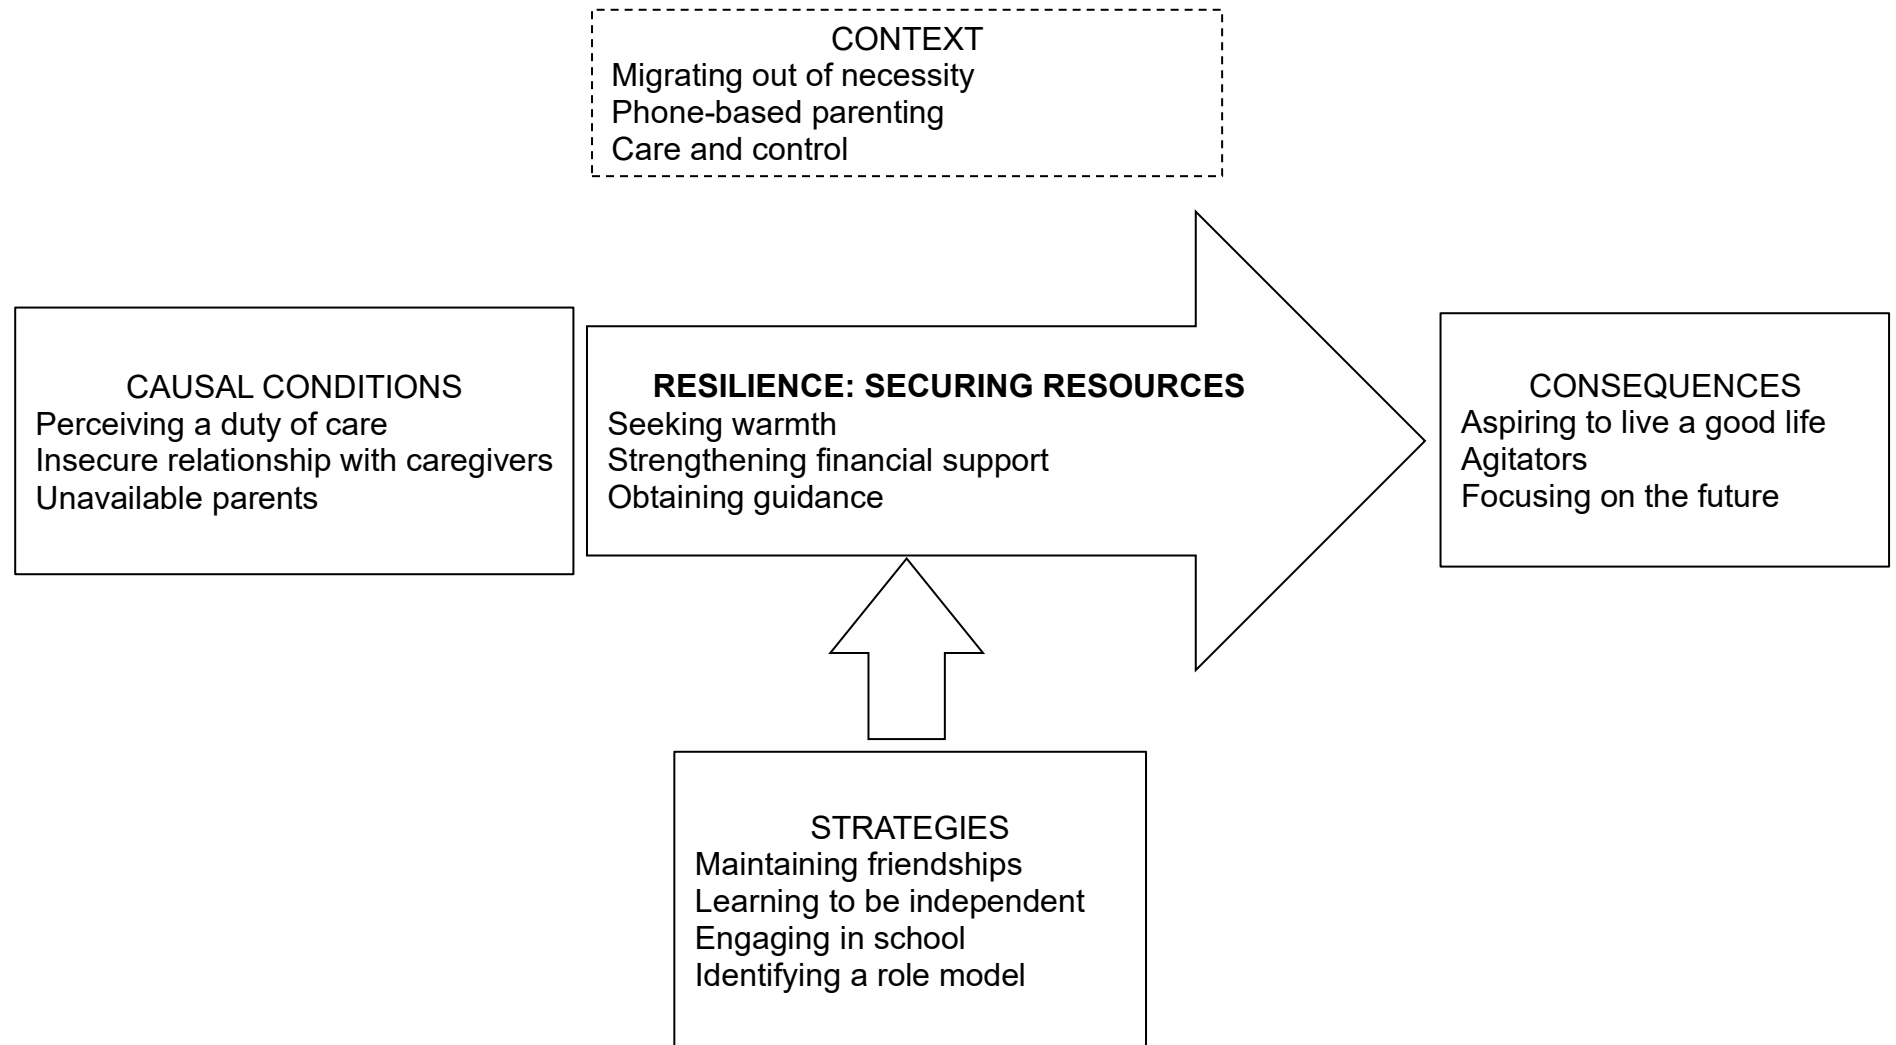 CONTEXT
Migrating out of necessity
Phone-based parenting
Care and control
CAUSAL CONDITIONS
Perceiving a duty of care
Insecure relationship with caregivers
Unavailable parents
RESILIENCE: SECURING RESOURCES
Seeking warmth
Strengthening financial support
Obtaining guidance
CONSEQUENCES
Aspiring to live a good life
Agitators
Focusing on the future
STRATEGIES
Maintaining friendships
Learning to be independent
Engaging in school
Identifying a role model